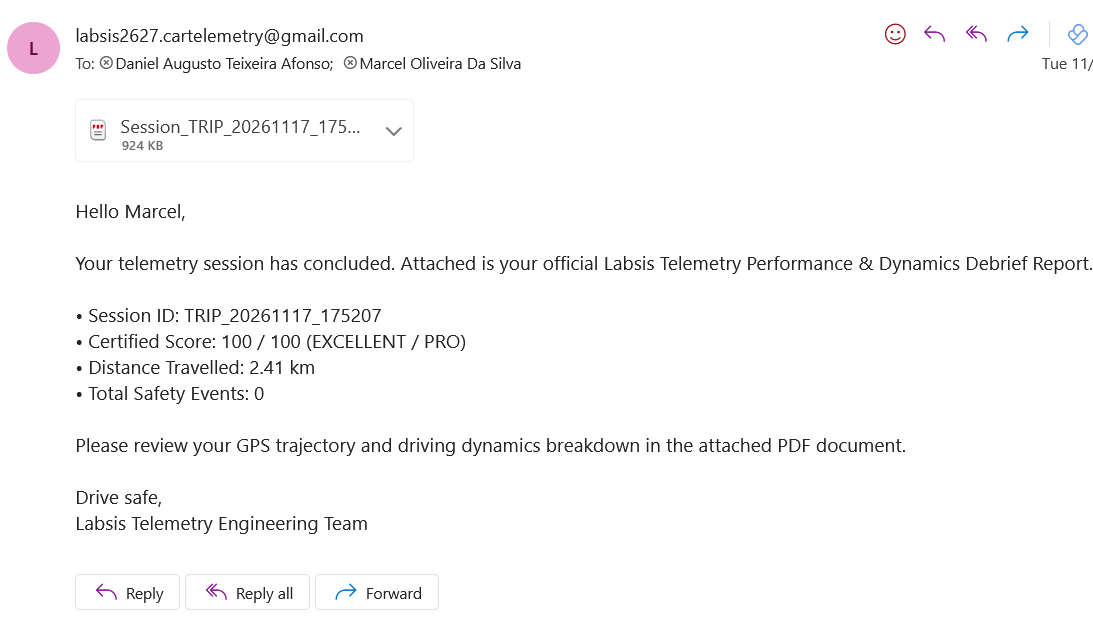 labsis2627.cartelemetry@gmail.com
To: Daniel Augusto Teixeira Afonso; Marcel Oliveira Da Silva
Tue 11/
L
PDF
Session_TRIP_20261117_175...
924 KB
Hello Marcel,
Your telemetry session has concluded. Attached is your official Labsis Telemetry Performance & Dynamics Debrief Report.
• Session ID: TRIP_20261117_175207
• Certified Score: 100 / 100 (EXCELLENT / PRO)
• Distance Travelled: 2.41 km
• Total Safety Events: 0
Please review your GPS trajectory and driving dynamics breakdown in the attached PDF document.
Drive safe,
Labsis Telemetry Engineering Team
Reply
Reply all
Forward